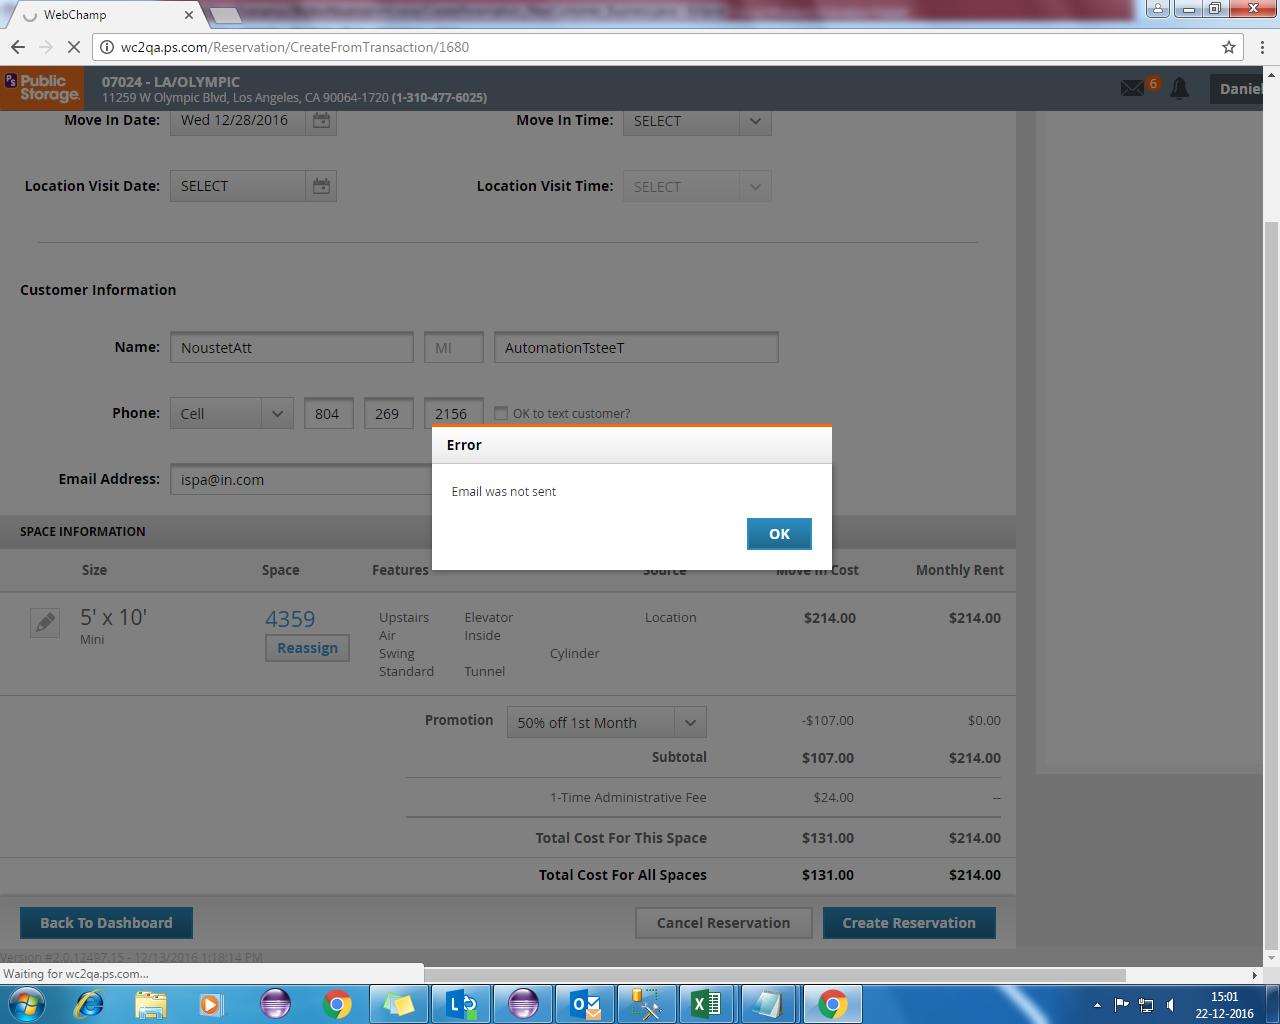 WebChamp
wc2qa.ps.com/Reservation/CreateFromTransaction/1680
PS Public Storage.
07024 - LA/OLYMPIC
11259 W Olympic Blvd, Los Angeles, CA 90064-1720 (1-310-477-6025)
6
Daniel
Move In Date: Wed 12/28/2016 Move In Time: SELECT
Location Visit Date: SELECT Location Visit Time: SELECT
Customer Information
Name: NoustetAtt MI AutomationTsteeT
Phone: Cell 804 269 2156 OK to text customer?
Error
Email Address: ispa@in.com
Email was not sent
OK
SPACE INFORMATION
Size Space Features Source Move In Cost Monthly Rent
5' x 10' 4359 Upstairs Elevator Location $214.00 $214.00
Mini Reassign Air Inside
Swing Cylinder
Standard Tunnel
Promotion 50% off 1st Month -$107.00 $0.00
Subtotal $107.00 $214.00
1-Time Administrative Fee $24.00 --
Total Cost For This Space $131.00 $214.00
Total Cost For All Spaces $131.00 $214.00
Back To Dashboard Cancel Reservation Create Reservation
Version #2.0.12497.15 - 12/13/2016 1:18:14 PM
Waiting for wc2qa.ps.com...
15:01
22-12-2016